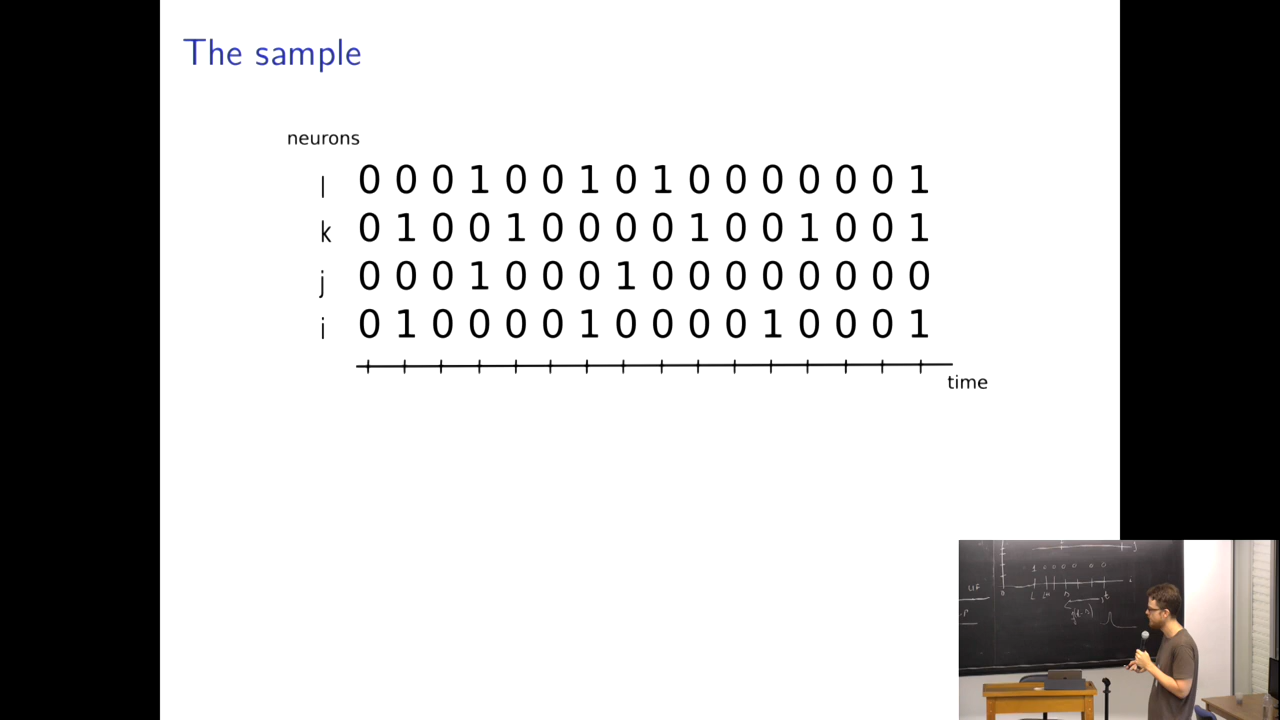 The sample
neurons
l 0 0 0 1 0 0 1 0 1 0 0 0 0 0 0 1
k 0 1 0 0 1 0 0 0 0 1 0 0 1 0 0 1
j 0 0 0 1 0 0 0 1 0 0 0 0 0 0 0 0
i 0 1 0 0 0 0 1 0 0 0 0 1 0 0 0 1
time